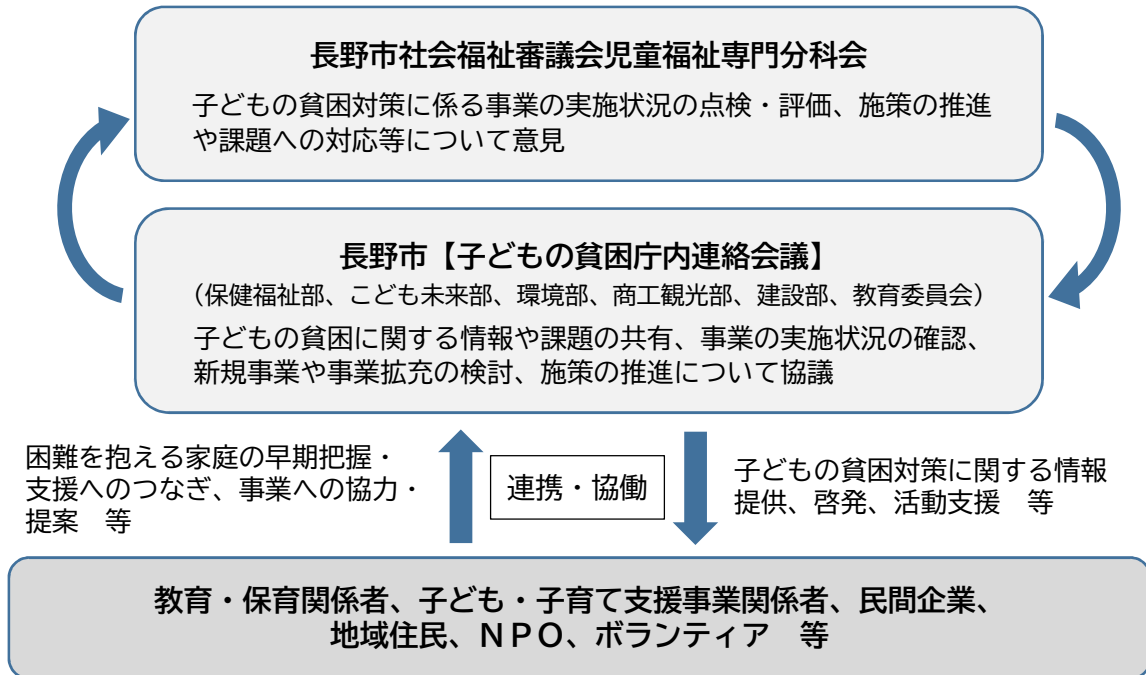 長野市社会福祉審議会児童福祉専門分科会
子どもの貧困対策に係る事業の実施状況の点検・評価、施策の推進
や課題への対応等について意見
長野市【子どもの貧困庁内連絡会議】
（保健福祉部、こども未来部、環境部、商工観光部、建設部、教育委員会）
子どもの貧困に関する情報や課題の共有、事業の実施状況の確認、
新規事業や事業拡充の検討、施策の推進について協議
困難を抱える家庭の早期把握・
支援へのつなぎ、事業への協力・
提案　等
連携・協働
子どもの貧困対策に関する情報
提供、啓発、活動支援　等
教育・保育関係者、子ども・子育て支援事業関係者、民間企業、
地域住民、ＮＰＯ、ボランティア　等